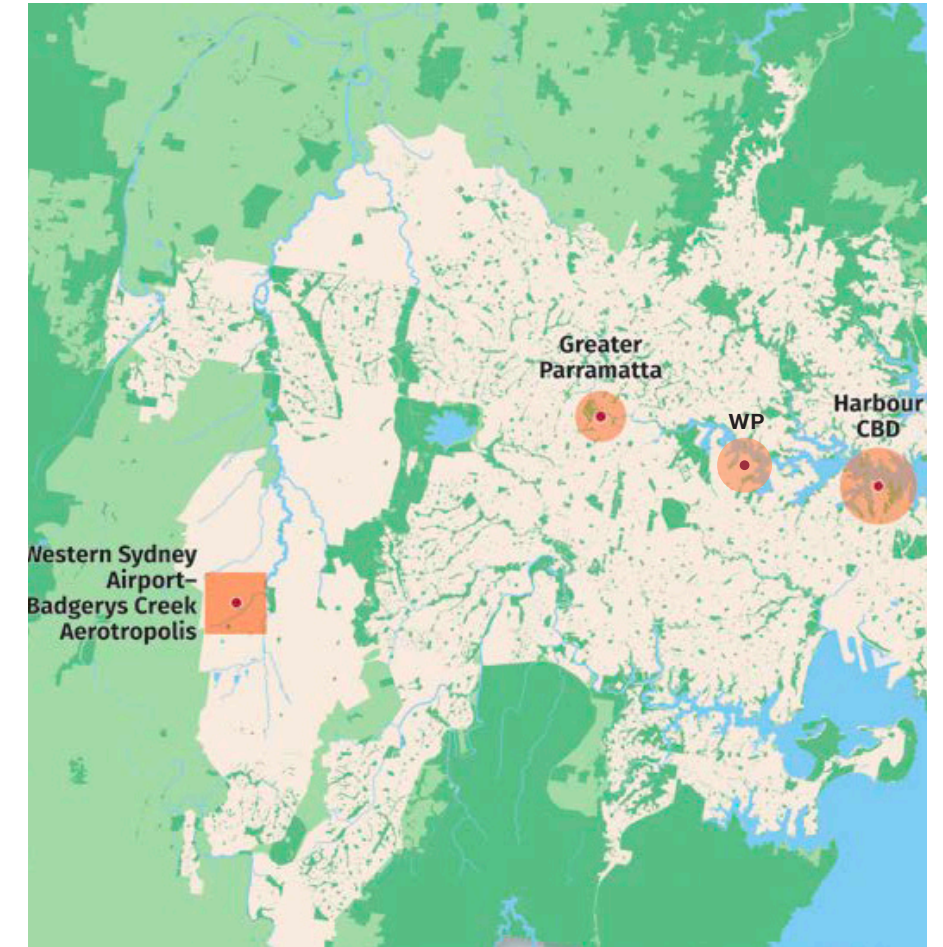 Greater
Parramatta
WP
Harbour
CBD
Western Sydney
Airport–
Badgerys Creek
Aerotropolis